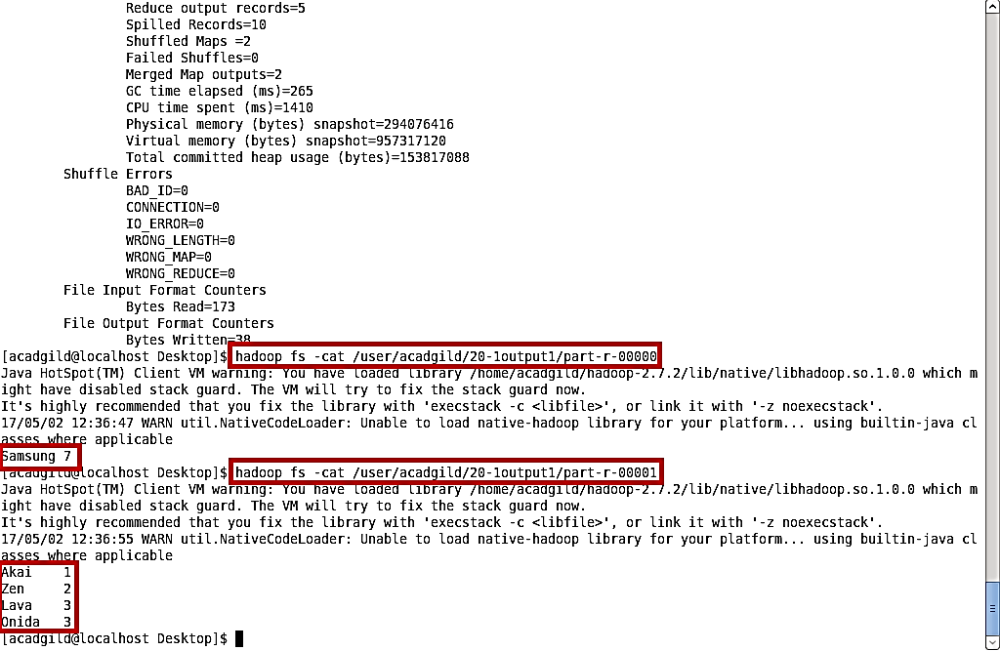 Reduce output records=5
Spilled Records=10
Shuffled Maps =2
Failed Shuffles=0
Merged Map outputs=2
GC time elapsed (ms)=265
CPU time spent (ms)=1410
Physical memory (bytes) snapshot=294076416
Virtual memory (bytes) snapshot=957317120
Total committed heap usage (bytes)=153817088
Shuffle Errors
BAD_ID=0
CONNECTION=0
IO_ERROR=0
WRONG_LENGTH=0
WRONG_MAP=0
WRONG_REDUCE=0
File Input Format Counters
Bytes Read=173
File Output Format Counters
Bytes Written=38
[acadgild@localhost Desktop]$ hadoop fs -cat /user/acadgild/20-1output1/part-r-00000
Java HotSpot(TM) Client VM warning: You have loaded library /home/acadgild/hadoop-2.7.2/lib/native/libhadoop.so.1.0.0 which m
ight have disabled stack guard. The VM will try to fix the stack guard now.
It's highly recommended that you fix the library with 'execstack -c <libfile>', or link it with '-z noexecstack'.
17/05/02 12:36:47 WARN util.NativeCodeLoader: Unable to load native-hadoop library for your platform... using builtin-java cl
asses where applicable
Samsung 7
[acadgild@localhost Desktop]$ hadoop fs -cat /user/acadgild/20-1output1/part-r-00001
Java HotSpot(TM) Client VM warning: You have loaded library /home/acadgild/hadoop-2.7.2/lib/native/libhadoop.so.1.0.0 which m
ight have disabled stack guard. The VM will try to fix the stack guard now.
It's highly recommended that you fix the library with 'execstack -c <libfile>', or link it with '-z noexecstack'.
17/05/02 12:36:55 WARN util.NativeCodeLoader: Unable to load native-hadoop library for your platform... using builtin-java cl
asses where applicable
Akai 1
Zen 2
Lava 3
Onida 3
[acadgild@localhost Desktop]$